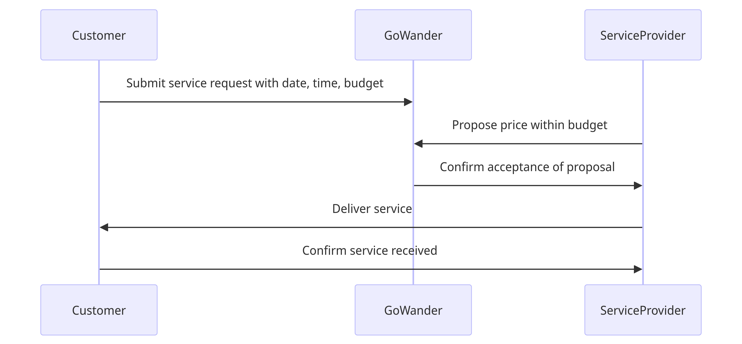 Customer
GoWander
ServiceProvider
Submit service request with date, time, budget
Propose price within budget
Confirm acceptance of proposal
Deliver service
Confirm service received
Customer
GoWander
ServiceProvider